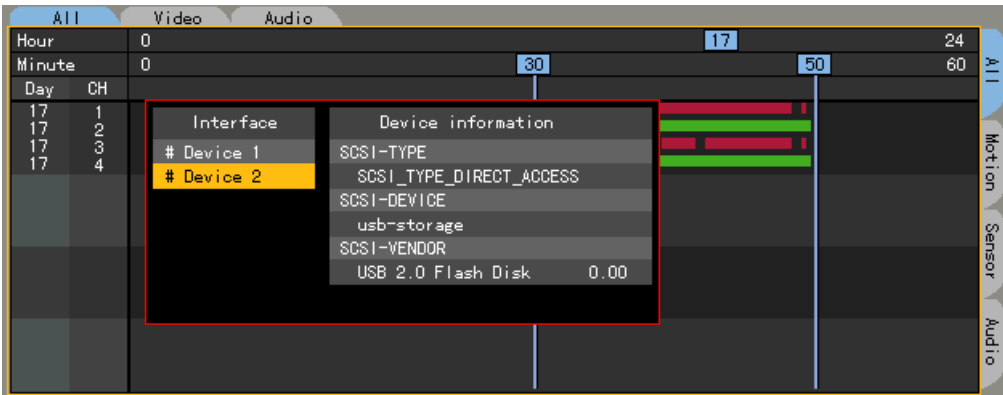 All Video Audio
Hour 0 17 24
Minute 0 30 50 60
Day CH
17 1
17 2
17 3
17 4
Interface
# Device 1
# Device 2
Device information
SCSI-TYPE
SCSI_TYPE_DIRECT_ACCESS
SCSI-DEVICE
usb-storage
SCSI-VENDOR
USB 2.0 Flash Disk 0.00
All
Motion
Sensor
Audio